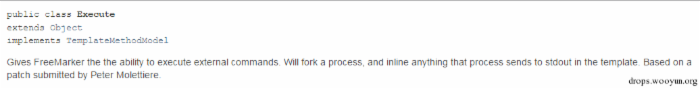 public class Execute
extends Object
implements TemplateMethodModel
Gives FreeMarker the the ability to execute external commands. Will fork a process, and inline anything that process sends to stdout in the template. Based on a
patch submitted by Peter Molettiere.
drops.wooyun.org